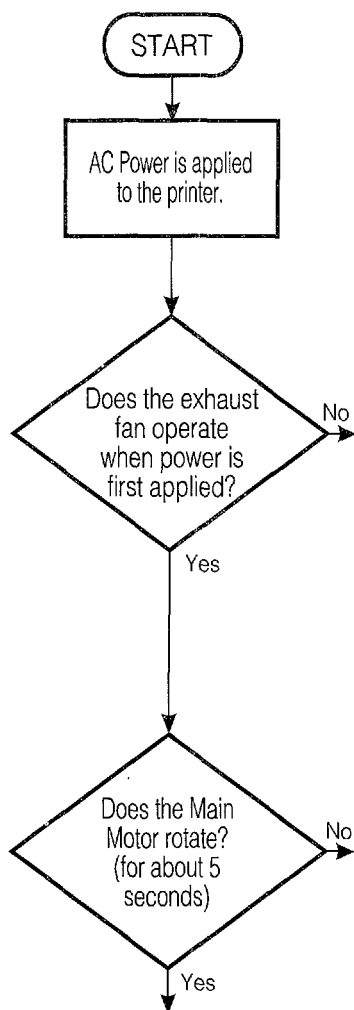 START
AC Power is applied
to the printer.
Does the exhaust
fan operate
when power is
first applied?
No
Yes
Does the Main
Motor rotate?
(for about 5
seconds)
No
Yes